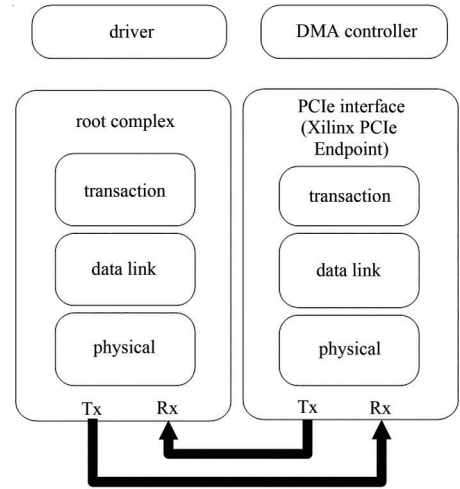 driver
DMA controller
root complex
transaction
data link
physical
Tx Rx
PCIe interface
(Xilinx PCIe
Endpoint)
transaction
data link
physical
Tx Rx